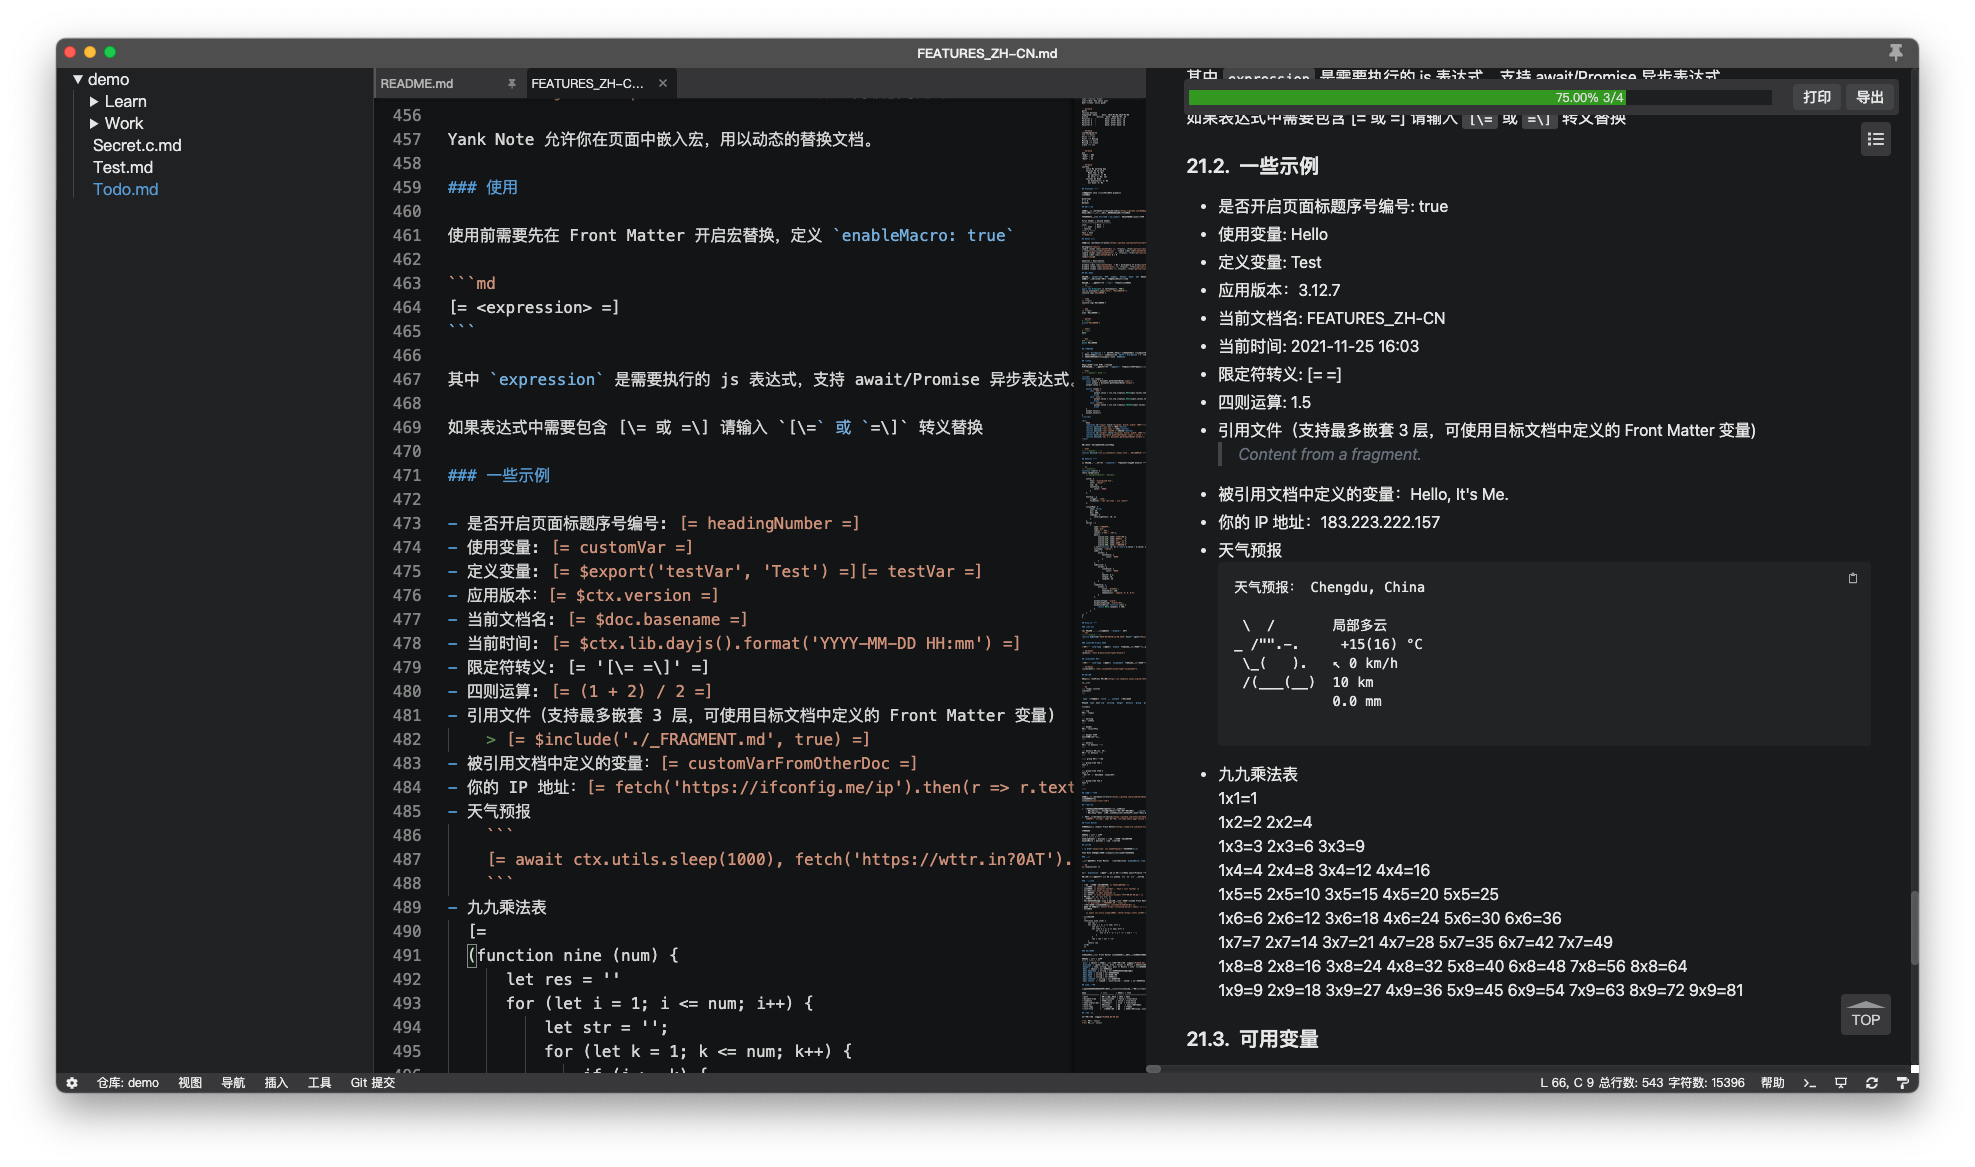 FEATURES_ZH-CN.md
demo
Learn
Work
Secret.c.md
Test.md
Todo.md
README.md
FEATURES_ZH-C...
456
457 Yank Note 允许你在页面中嵌入宏，用以动态的替换文档。
458
459 ### 使用
460
461 使用前需要先在 Front Matter 开启宏替换，定义 `enableMacro: true`
462
463 ```md
464 [= <expression> =]
465 ```
466
467 其中 `expression` 是需要执行的 js 表达式，支持 await/Promise 异步表达式。
468
469 如果表达式中需要包含 [\= 或 =\] 请输入 `[\=` 或 `=\]` 转义替换
470
471 ### 一些示例
472
473 - 是否开启页面标题序号编号: [= headingNumber =]
474 - 使用变量: [= customVar =]
475 - 定义变量: [= $export('testVar', 'Test') =][= testVar =]
476 - 应用版本: [= $ctx.version =]
477 - 当前文档名: [= $doc.basename =]
478 - 当前时间: [= $ctx.lib.dayjs().format('YYYY-MM-DD HH:mm') =]
479 - 限定符转义: [= '[\= =\]' =]
480 - 四则运算: [= (1 + 2) / 2 =]
481 - 引用文件（支持最多嵌套 3 层，可使用目标文档中定义的 Front Matter 变量）
482 > [= $include('./_FRAGMENT.md', true) =]
483 - 被引用文档中定义的变量: [= customVarFromOtherDoc =]
484 - 你的 IP 地址: [= fetch('https://ifconfig.me/ip').then(r => r.text
485 - 天气预报
486 ```
487 [= await ctx.utils.sleep(1000), fetch('https://wttr.in?0AT').
488 ```
489 - 九九乘法表
490 [=
491 (function nine (num) {
492 let res = ''
493 for (let i = 1; i <= num; i++) {
494 let str = '';
495 for (let k = 1; k <= num; k++) {
其中 expression 是需要执行的 js 表达式，支持 await/Promise 异步表达式
75.00% 3/4
打印
导出
如果表达式中需要包含 [= 或 =] 请输入 [\= 或 =\] 转义替换
21.2. 一些示例
• 是否开启页面标题序号编号: true
• 使用变量: Hello
• 定义变量: Test
• 应用版本: 3.12.7
• 当前文档名: FEATURES_ZH-CN
• 当前时间: 2021-11-25 16:03
• 限定符转义: [= =]
• 四则运算: 1.5
• 引用文件（支持最多嵌套 3 层，可使用目标文档中定义的 Front Matter 变量）
Content from a fragment.
• 被引用文档中定义的变量: Hello, It's Me.
• 你的 IP 地址: 183.223.222.157
• 天气预报
天气预报: Chengdu, China
\ / 局部多云
_ /"".-. +15(16) °C
\_( ). ↖ 0 km/h
/(___(__) 10 km
0.0 mm
• 九九乘法表
1x1=1
1x2=2 2x2=4
1x3=3 2x3=6 3x3=9
1x4=4 2x4=8 3x4=12 4x4=16
1x5=5 2x5=10 3x5=15 4x5=20 5x5=25
1x6=6 2x6=12 3x6=18 4x6=24 5x6=30 6x6=36
1x7=7 2x7=14 3x7=21 4x7=28 5x7=35 6x7=42 7x7=49
1x8=8 2x8=16 3x8=24 4x8=32 5x8=40 6x8=48 7x8=56 8x8=64
1x9=9 2x9=18 3x9=27 4x9=36 5x9=45 6x9=54 7x9=63 8x9=72 9x9=81
TOP
21.3. 可用变量
仓库: demo 视图 导航 插入 工具 Git 提交
L 66, C 9 总行数: 543 字符数: 15396 帮助